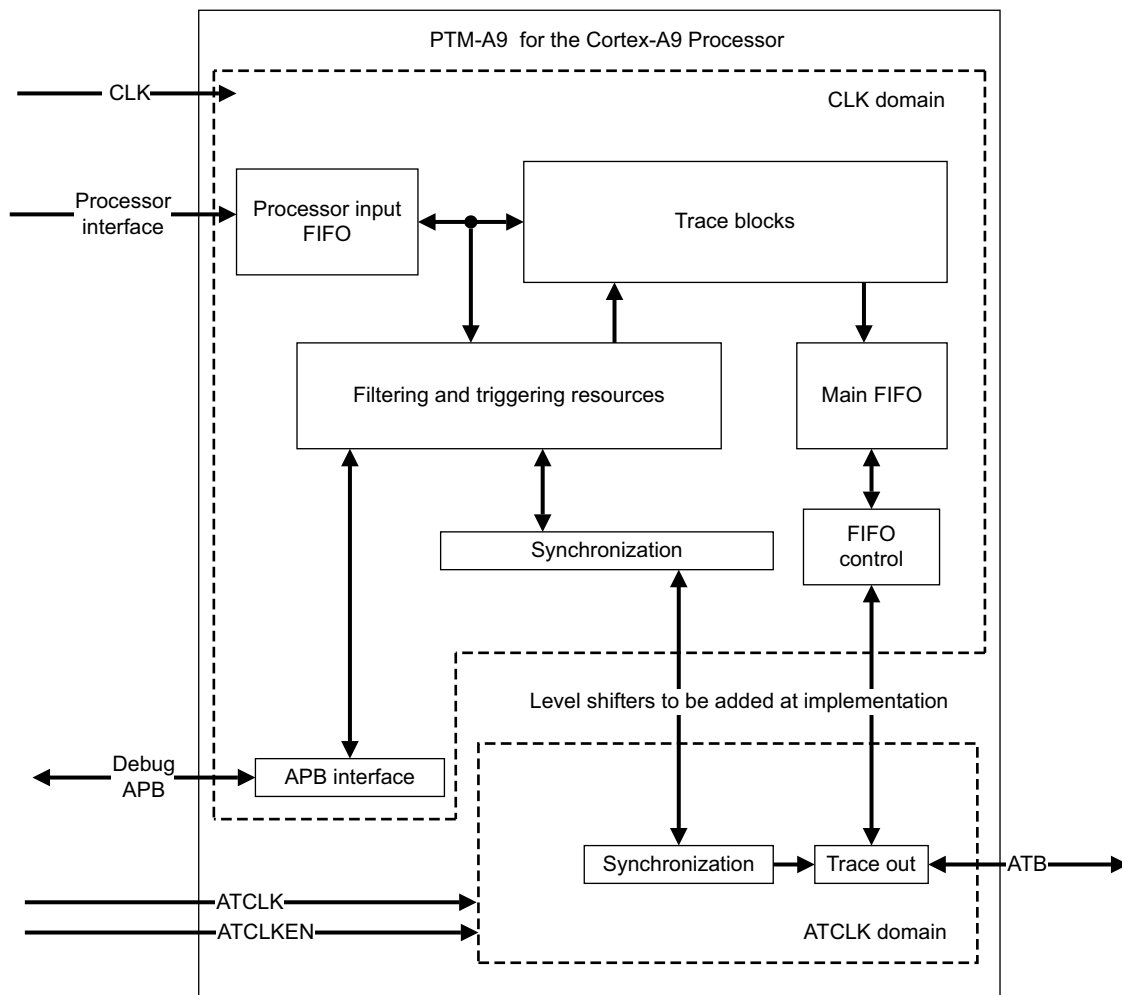 PTM-A9 for the Cortex-A9 Processor
CLK
CLK domain
Processor
interface
Processor input
FIFO
Trace blocks
Filtering and triggering resources
Main FIFO
Synchronization
FIFO
control
Level shifters to be added at implementation
Debug
APB
APB interface
Synchronization
Trace out
ATB
ATCLK
ATCLKEN
ATCLK domain